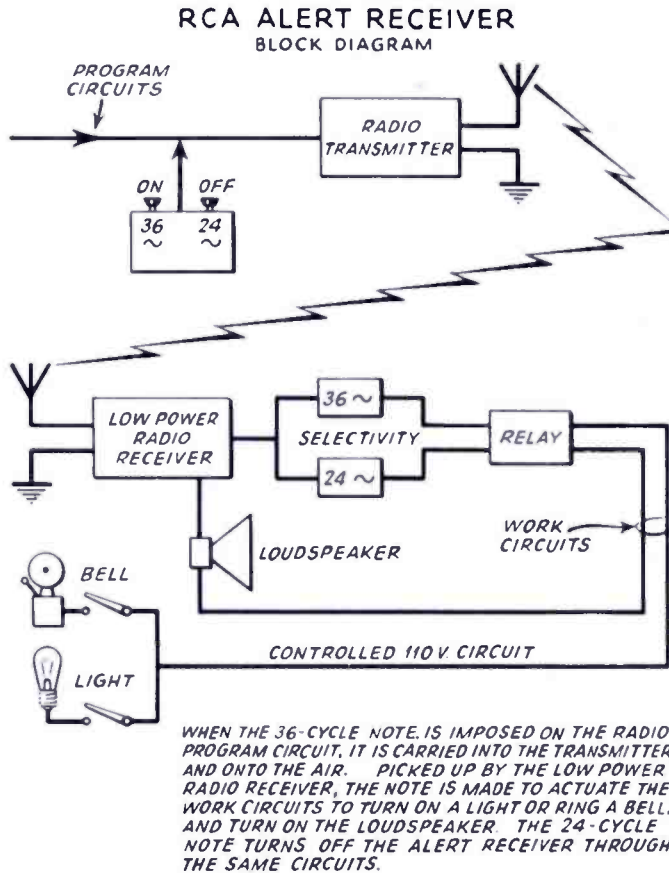 RCA ALERT RECEIVER
BLOCK DIAGRAM
PROGRAM
CIRCUITS
RADIO
TRANSMITTER
ON OFF
36 24
~ ~
LOW POWER
RADIO
RECEIVER
36 ~
SELECTIVITY
24 ~
RELAY
WORK
CIRCUITS
LOUDSPEAKER
BELL
CONTROLLED 110 V. CIRCUIT
LIGHT
WHEN THE 36-CYCLE NOTE. IS IMPOSED ON THE RADIO
PROGRAM CIRCUIT, IT IS CARRIED INTO THE TRANSMITTER
AND ONTO THE AIR. PICKED UP BY THE LOW POWER
RADIO RECEIVER, THE NOTE IS MADE TO ACTUATE THE
WORK CIRCUITS TO TURN ON A LIGHT OR RING A BELL,
AND TURN ON THE LOUDSPEAKER. THE 24-CYCLE
NOTE TURNS OFF THE ALERT RECEIVER THROUGH
THE SAME CIRCUITS.